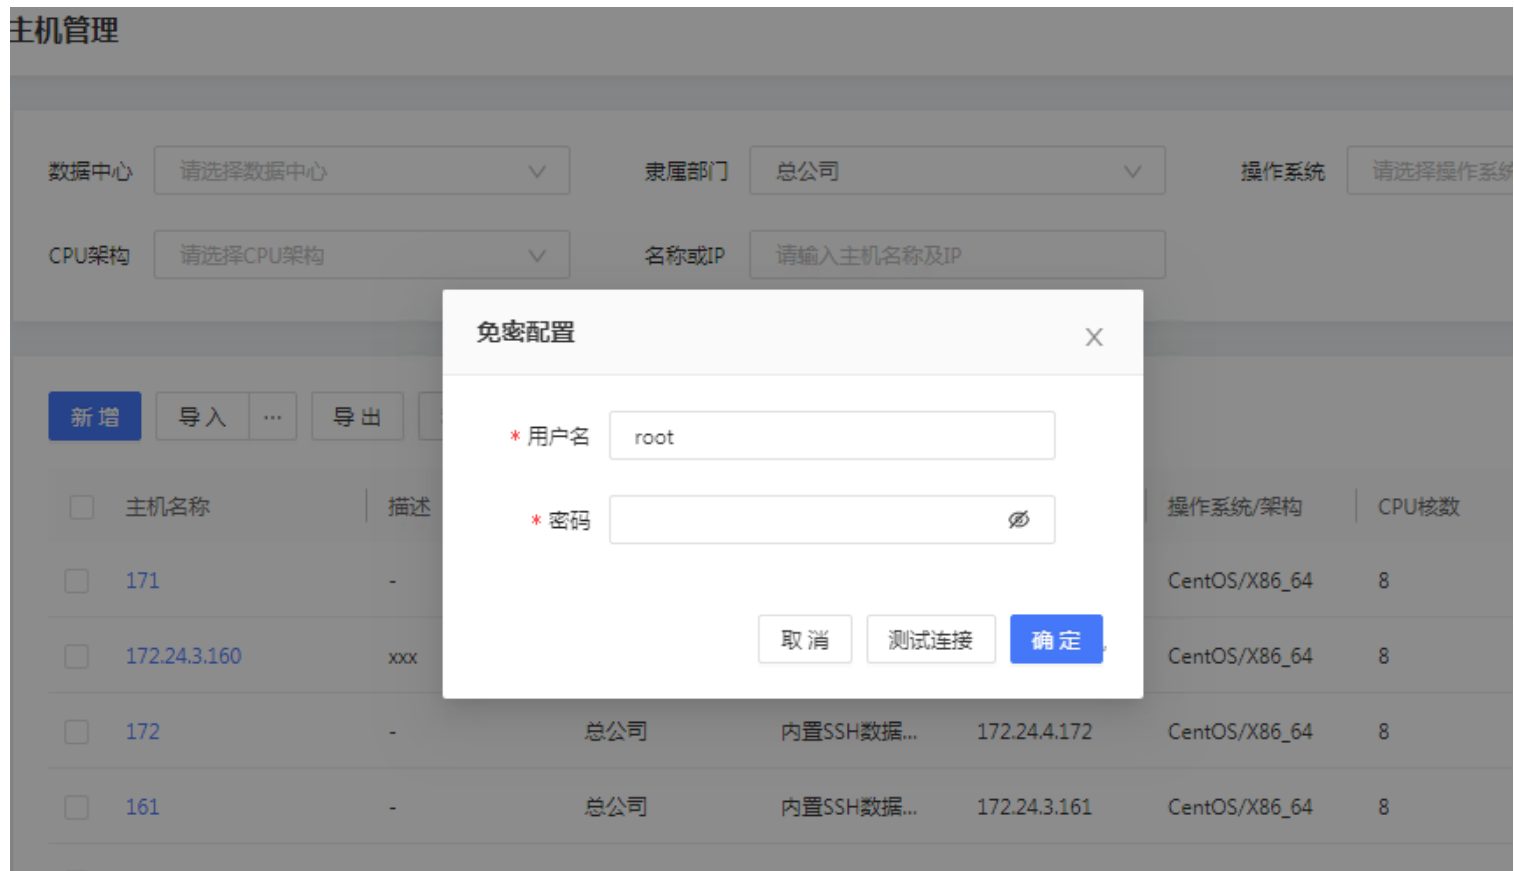 主机管理
数据中心 请选择数据中心 隶属部门 总公司 操作系统 请选择操作系统
CPU架构 请选择CPU架构 名称或IP 请输入主机名称及IP
免密配置
新增 导入 ... 导出
* 用户名 root
* 密码
主机名称 描述 操作系统/架构 CPU核数
171 - CentOS/X86_64 8
取消 测试连接 确定
172.24.3.160 xxx CentOS/X86_64 8
172 - 总公司 内置SSH数据... 172.24.4.172 CentOS/X86_64 8
161 - 总公司 内置SSH数据... 172.24.3.161 CentOS/X86_64 8